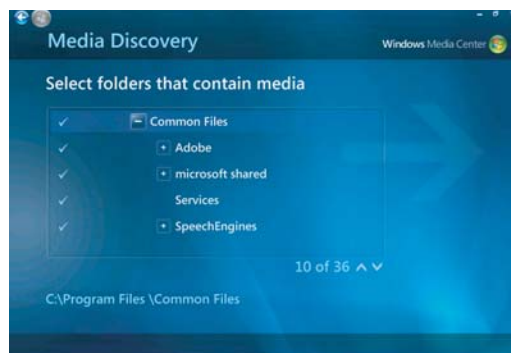 Media Discovery
Windows Media Center
Select folders that contain media
Common Files
Adobe
microsoft shared
Services
SpeechEngines
10 of 36
C:\Program Files \Common Files